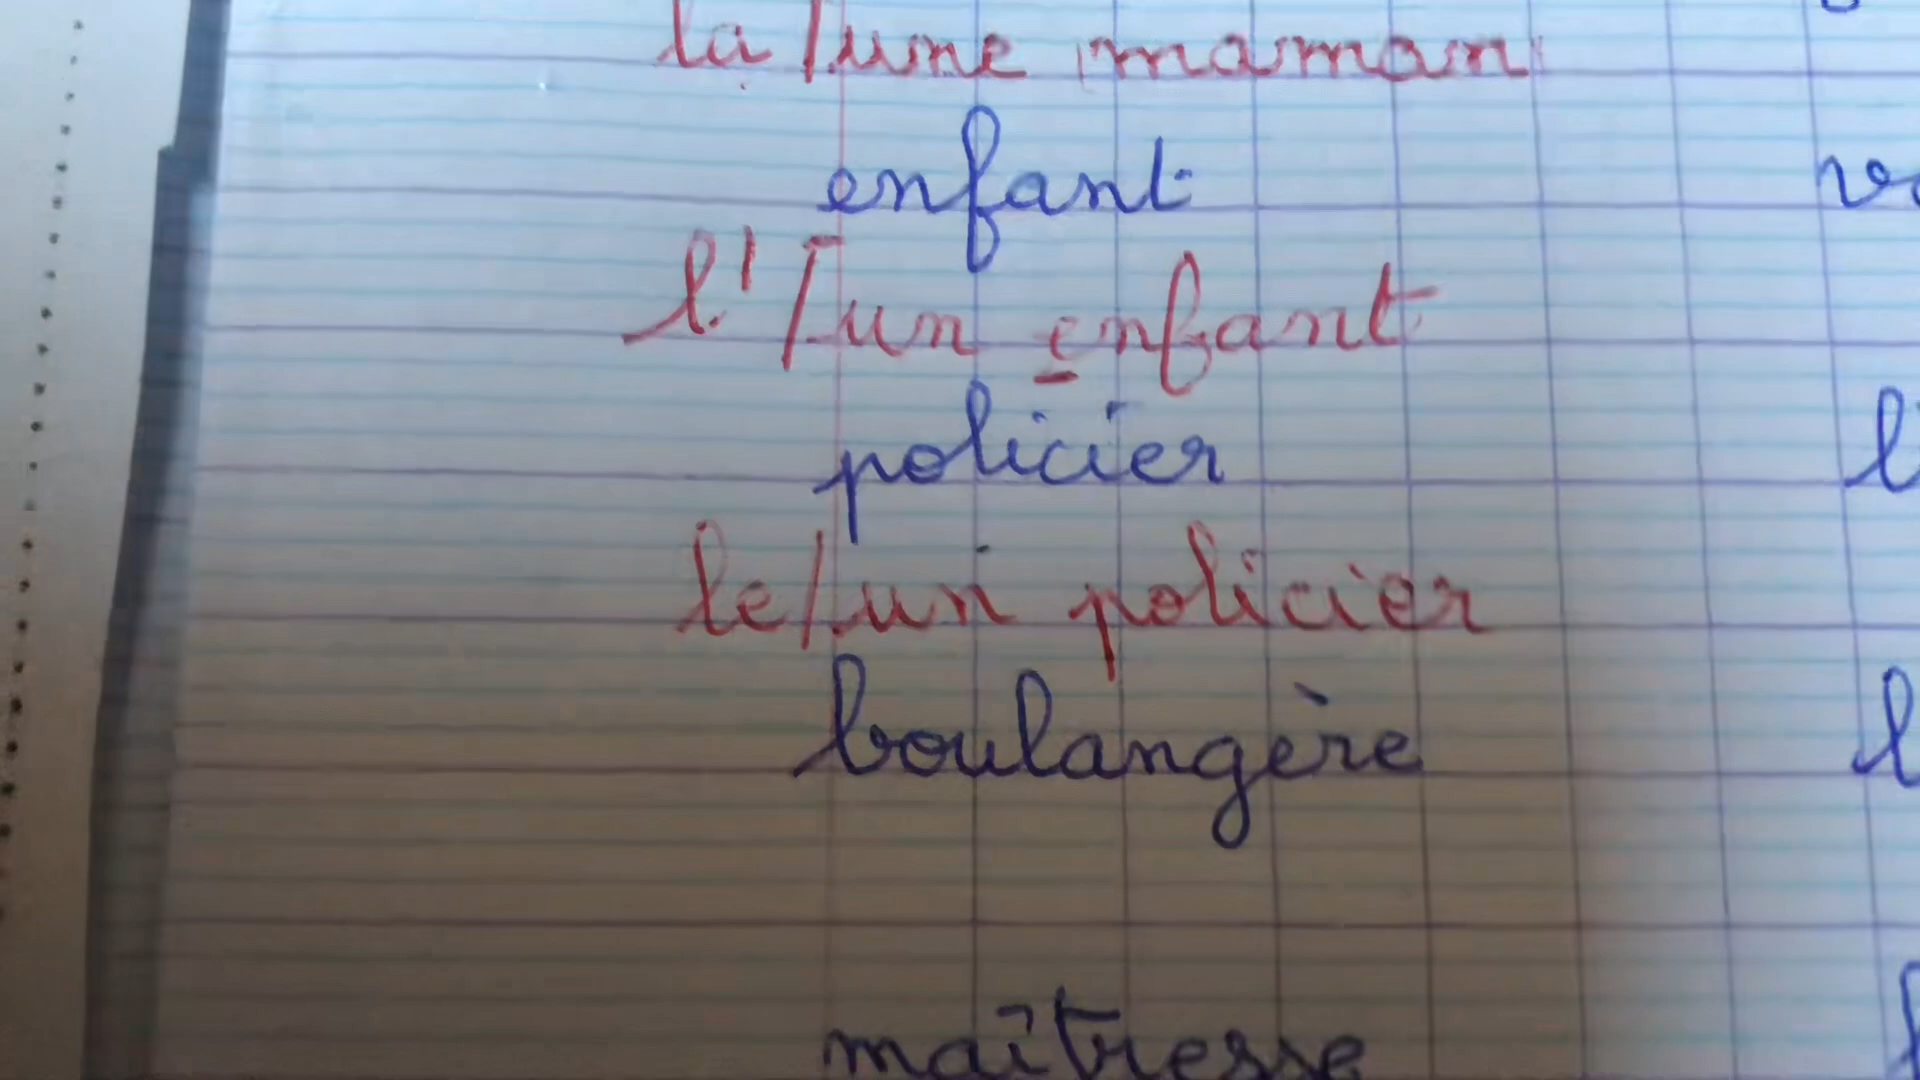 la/une maman
enfant
l'/un enfant
policier
le/un policier
boulangère
maîtresse